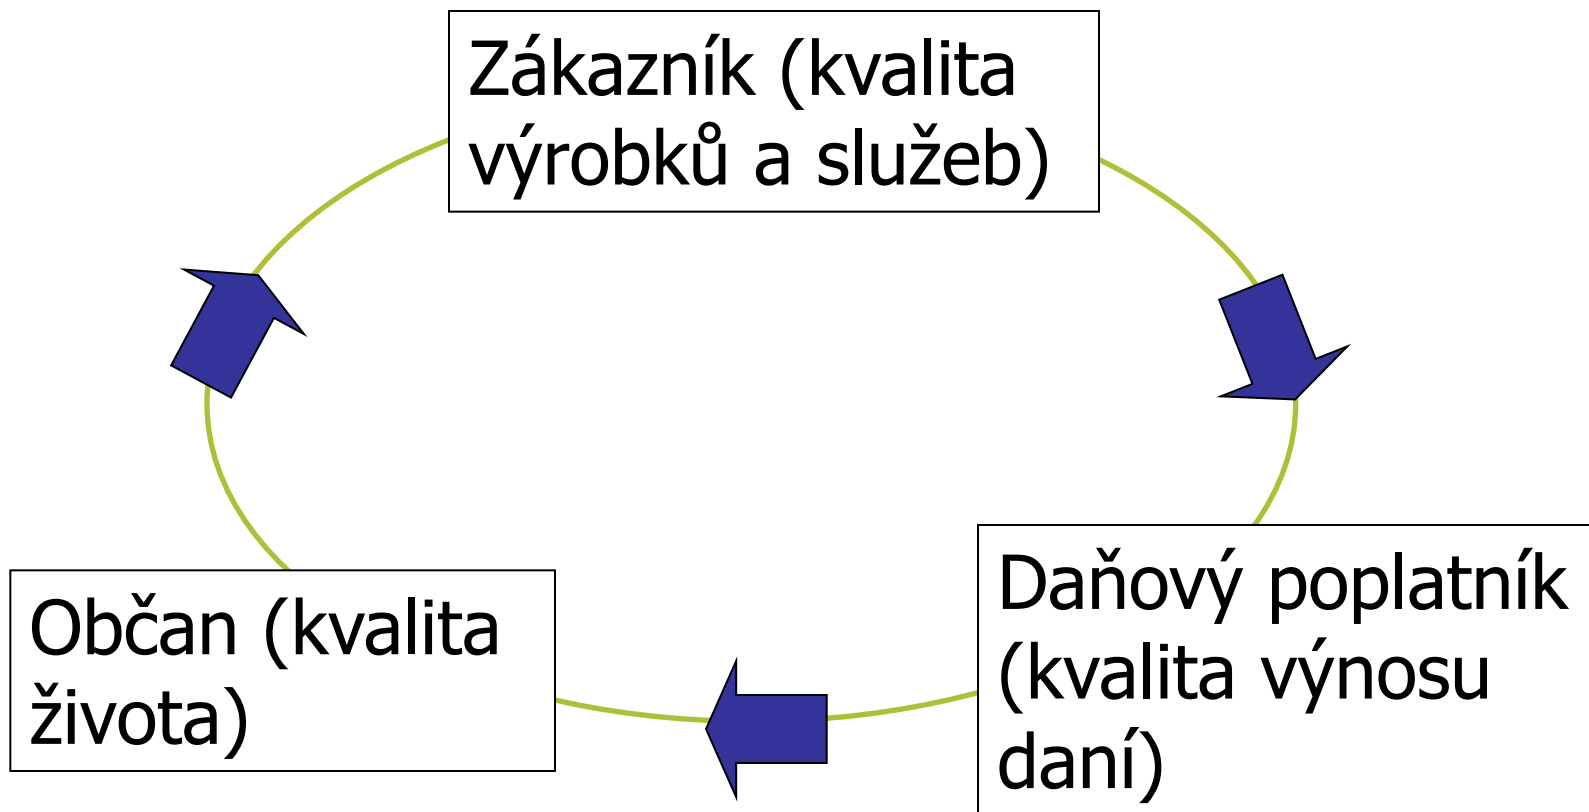 Zákazník (kvalita
výrobků a služeb)
Občan (kvalita
života)
Daňový poplatník
(kvalita výnosu
daní)